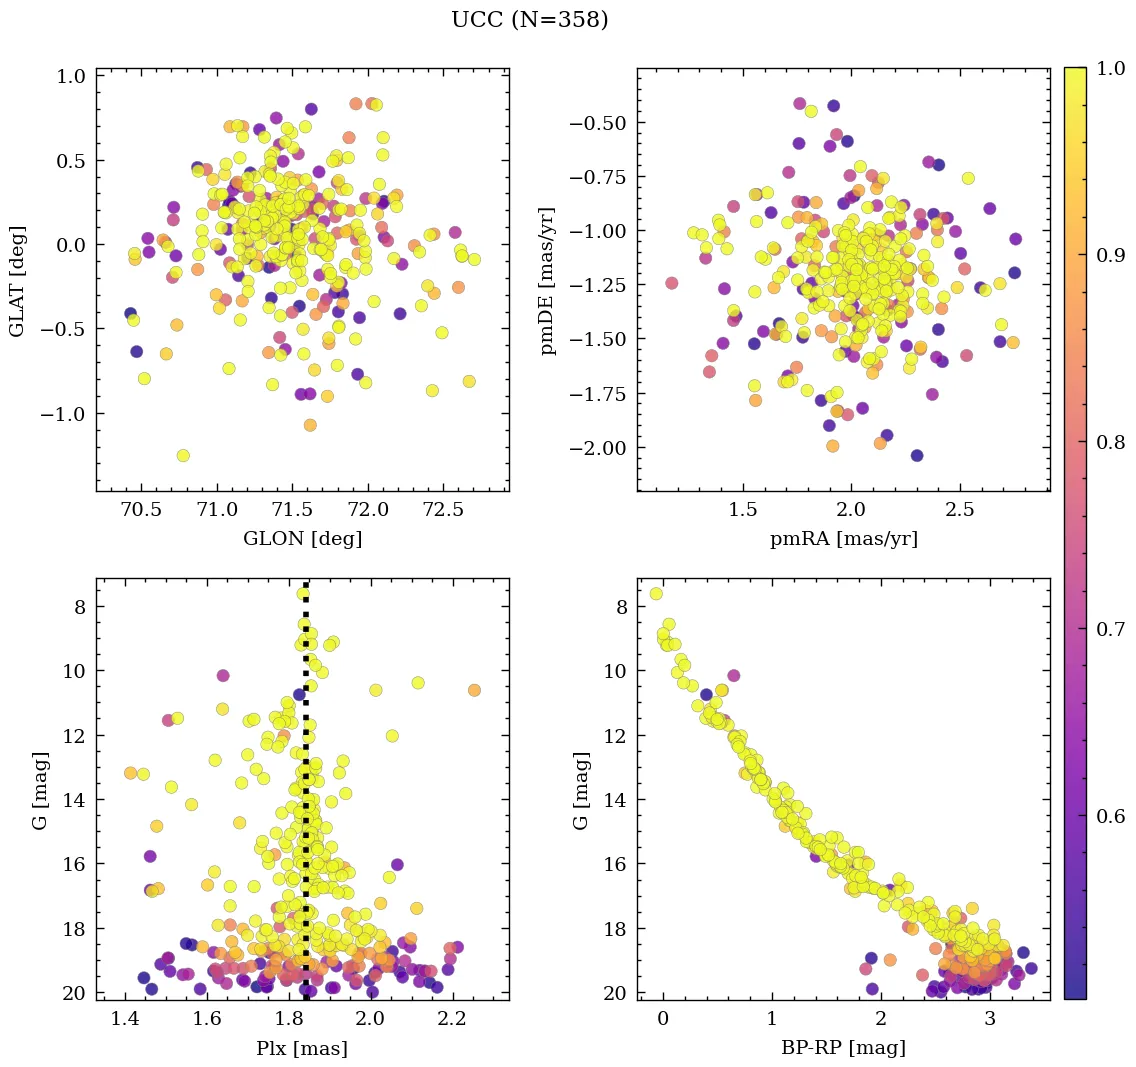 UCC (N=358)
1.0
0.5
0.0
−0.5
−1.0
GLAT [deg]
70.5 71.0 71.5 72.0 72.5
GLON [deg]
−0.50
−0.75
−1.00
−1.25
−1.50
−1.75
−2.00
pmDE [mas/yr]
1.5 2.0 2.5
pmRA [mas/yr]
8
10
12
14
16
18
20
G [mag]
1.4 1.6 1.8 2.0 2.2
Plx [mas]
8
10
12
14
16
18
20
G [mag]
0 1 2 3
BP-RP [mag]
1.0
0.9
0.8
0.7
0.6